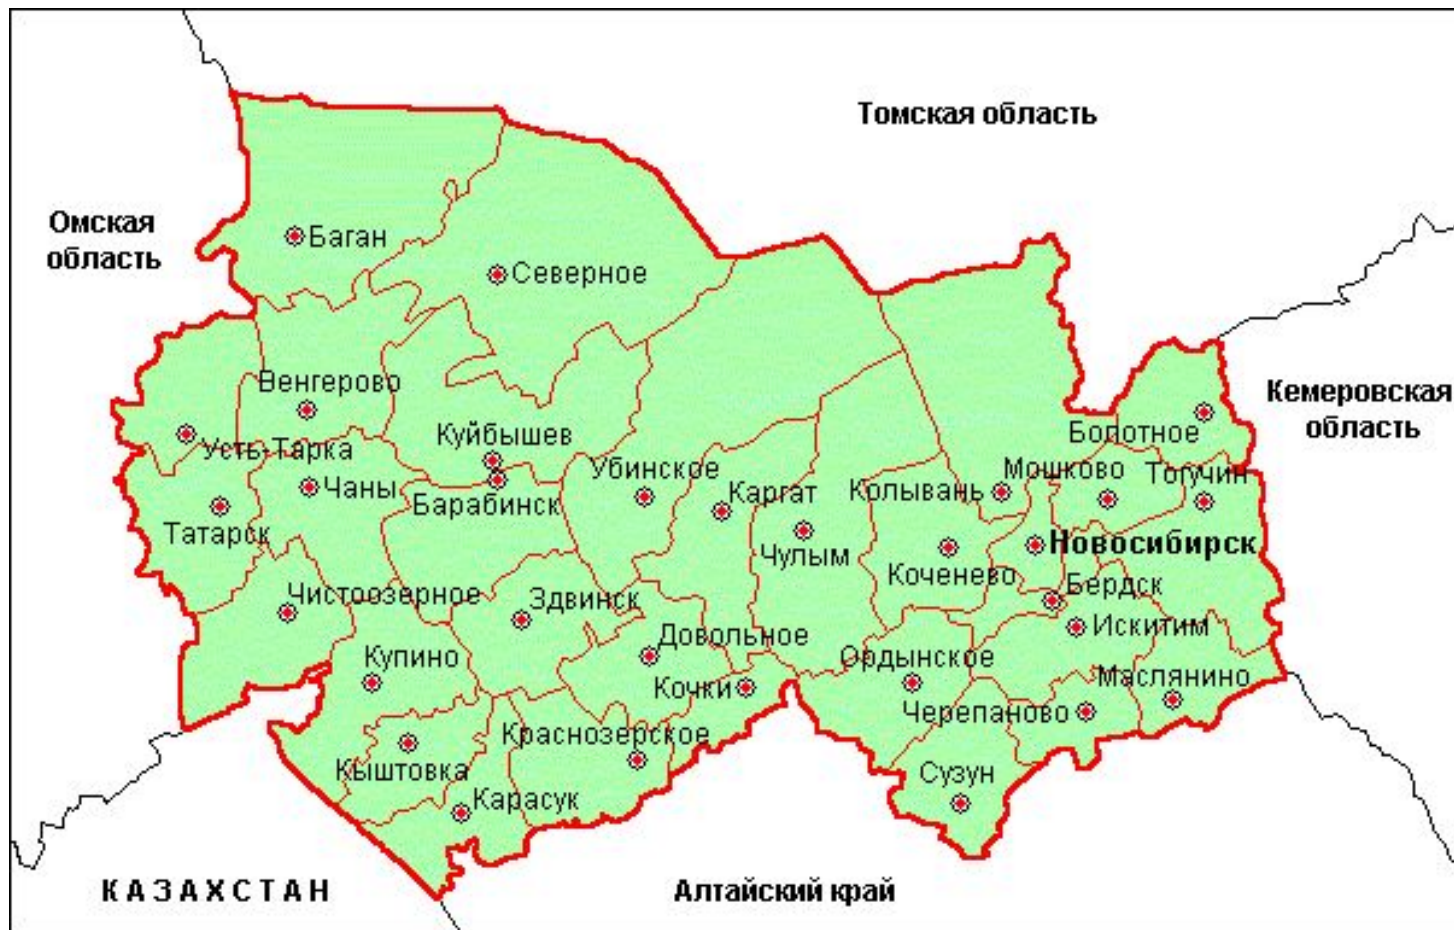 Томская область
Омская
область
Баган
Северное
Кемеровская
область
Венгерово
Болотное
Куйбышев
Усть-Тарка
Убинское
Мошково
Тогучин
Чаны
Барабинск
Каргат
Колывань
Татарск
Чулым
Новосибирск
Коченево
Бердск
Чистоозерное
Здвинск
Искитим
Довольное
Купино
Ордынское
Кочки
Маслянино
Черепаново
Краснозерское
Кыштовка
Сузун
Карасук
КАЗАХСТАН
Алтайский край